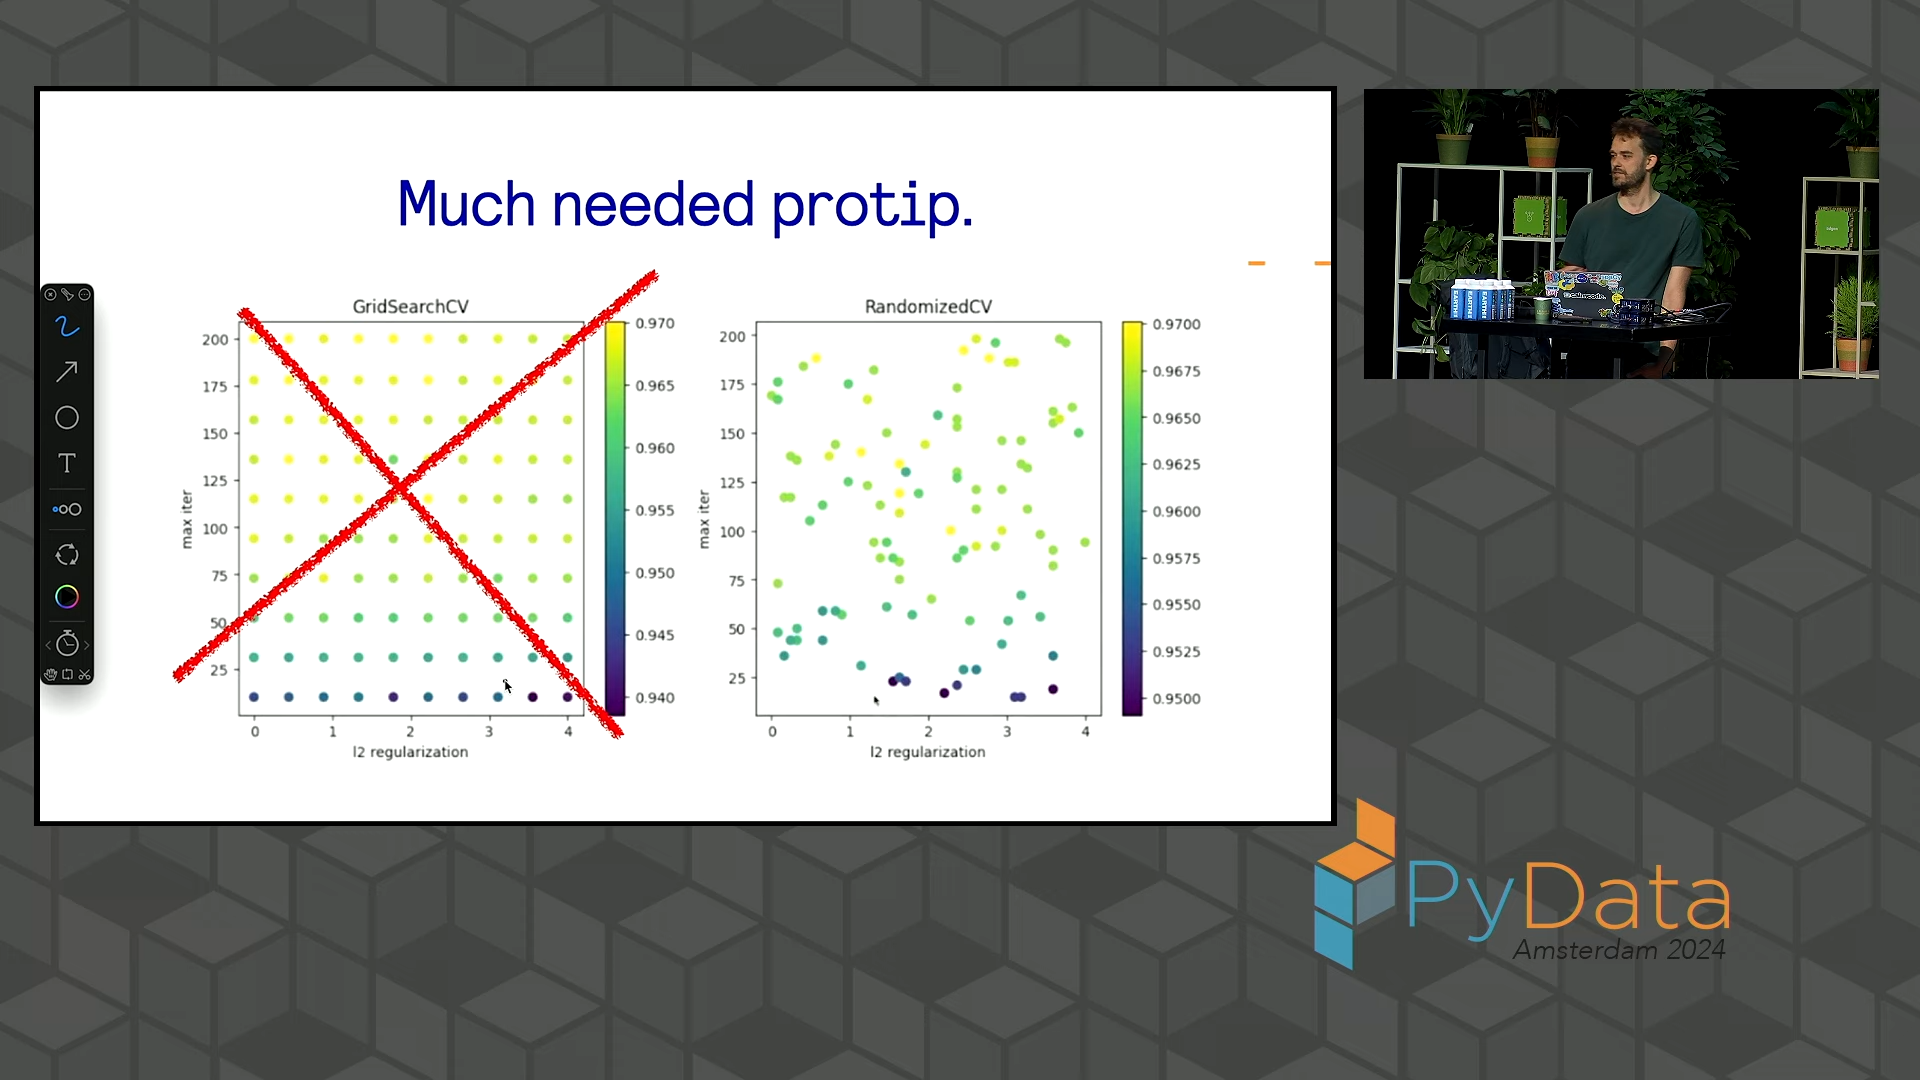 Much needed protip.
GridSearchCV
200
175
150
125
100
75
50
25
max iter
0 1 2 3 4
l2 regularization
0.970
0.965
0.960
0.955
0.950
0.945
0.940
RandomizedCV
200
175
150
125
100
75
50
25
max iter
0 1 2 3 4
l2 regularization
0.9700
0.9675
0.9650
0.9625
0.9600
0.9575
0.9550
0.9525
0.9500
T
PyData
Amsterdam 2024